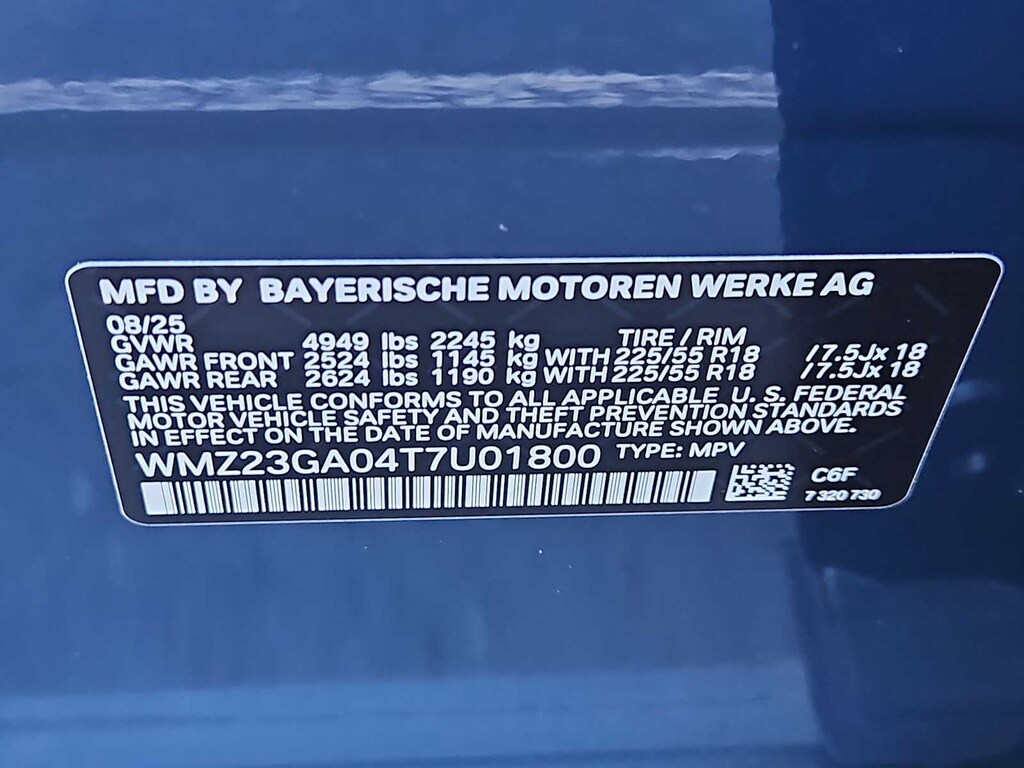 MFD BY BAYERISCHE MOTOREN WERKE AG
08/25 TIRE / RIM
GVWR 4949 lbs 2245 kg
GAWR FRONT 2524 lbs 1145 kg WITH 225/55 R18 /7.5Jx 18
GAWR REAR 2624 lbs 1190 kg WITH 225/55 R18 /7.5Jx 18
THIS VEHICLE CONFORMS TO ALL APPLICABLE U. S. FEDERAL
MOTOR VEHICLE SAFETY AND THEFT PREVENTION STANDARDS
IN EFFECT ON THE DATE OF MANUFACTURE SHOWN ABOVE.
WMZ23GA04T7U01800 TYPE: MPV
C6F
7 320 730